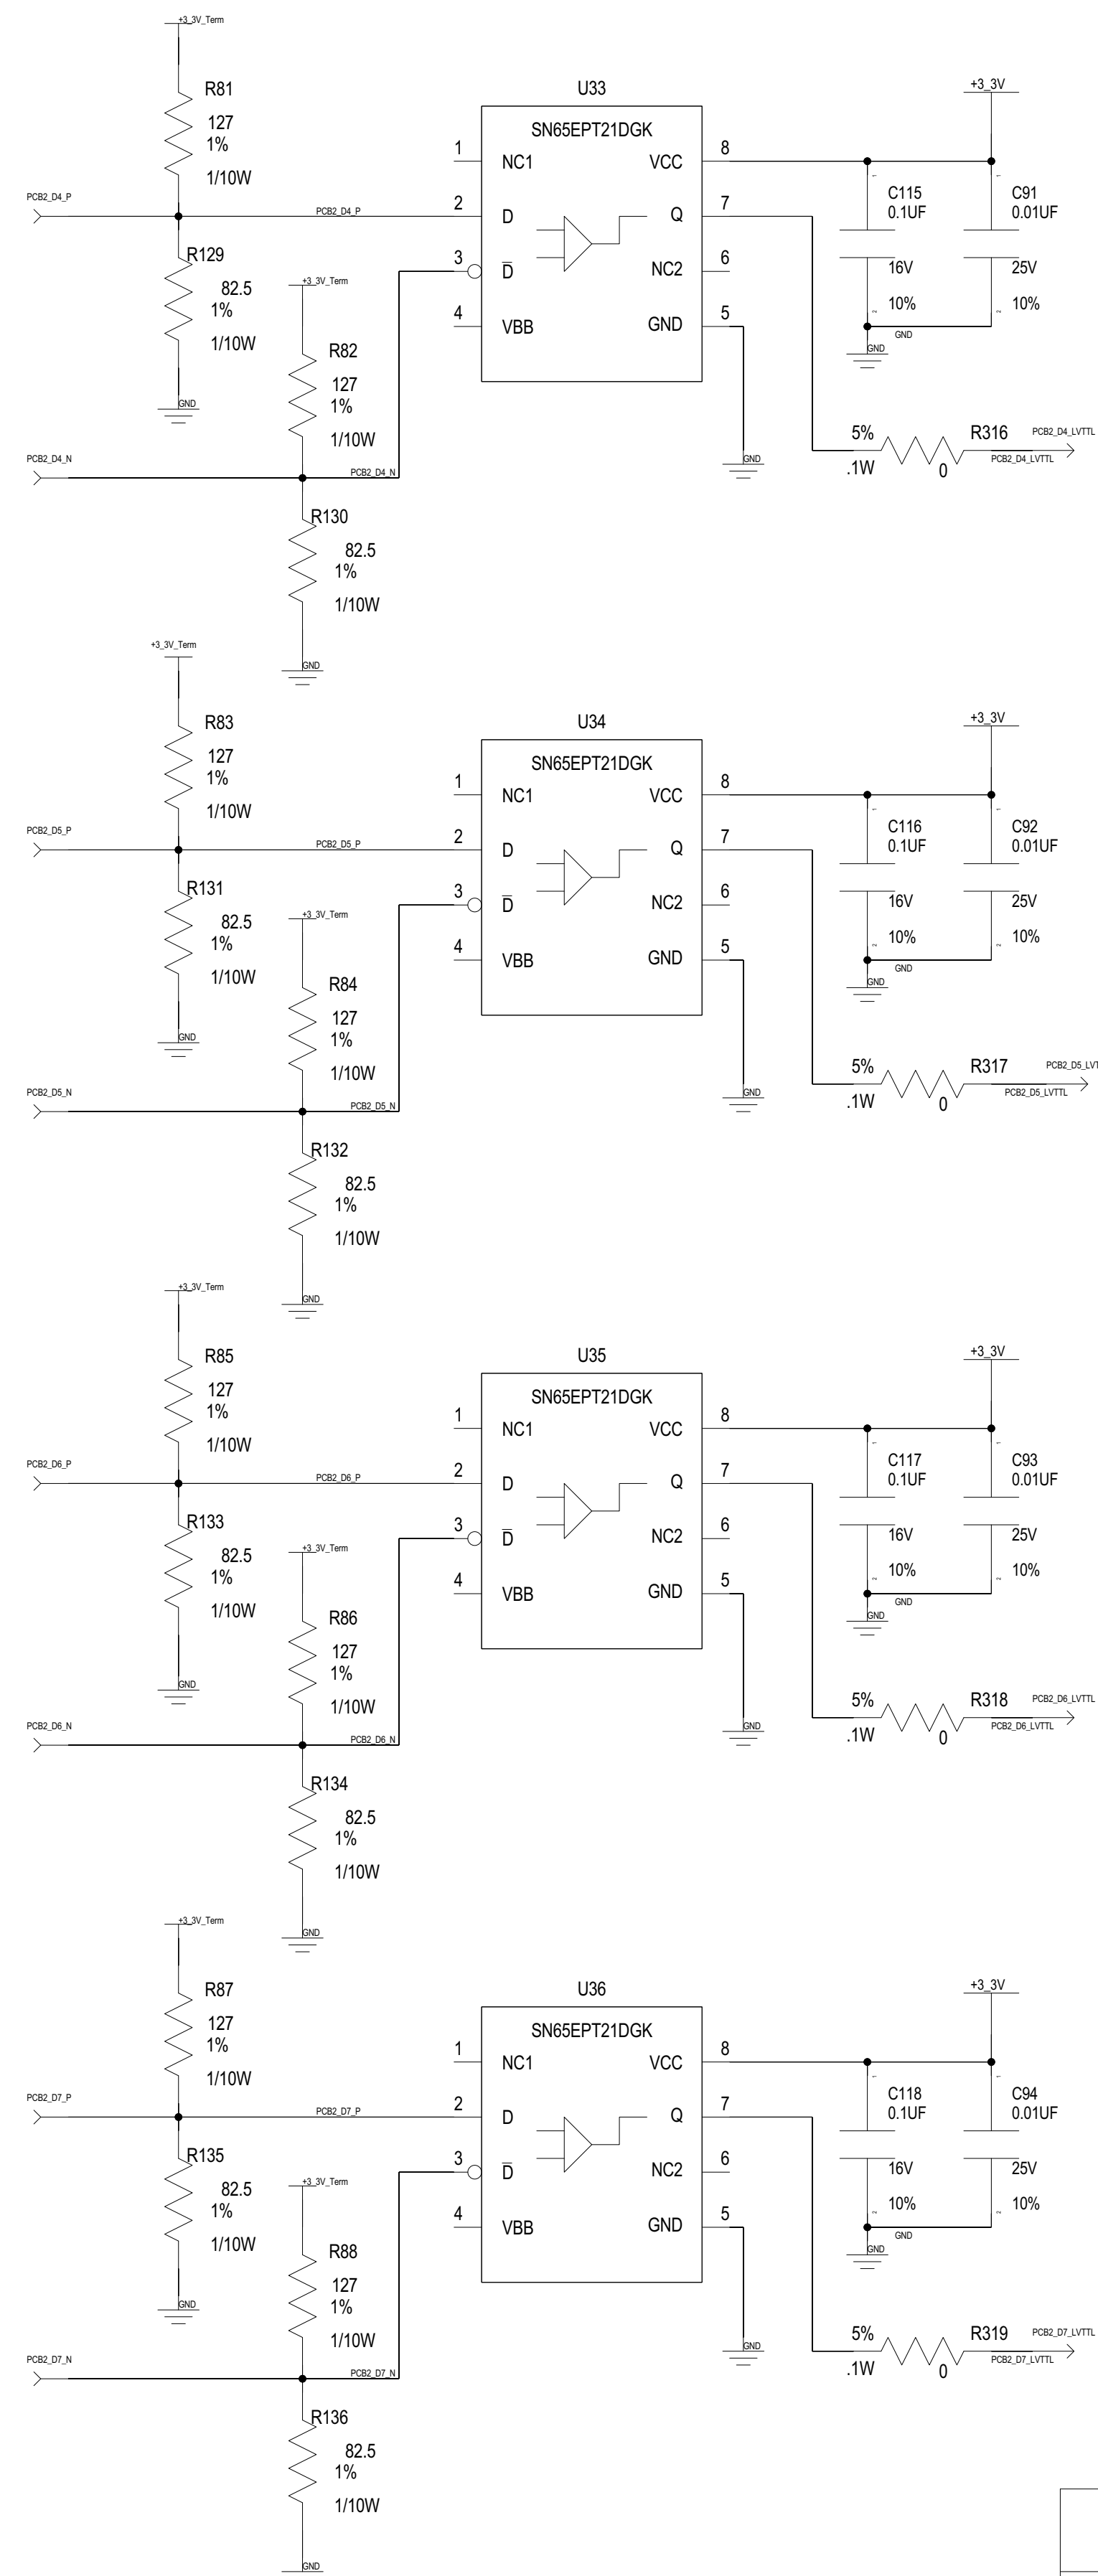 +3_3V_Term
R81
127
1%
1/10W
PCB2_D4_P
PCB2_D4_P
R129
82.5
1%
1/10W
GND
+3_3V_Term
R82
127
1%
1/10W
PCB2_D4_N
PCB2_D4_N
R130
82.5
1%
1/10W
GND
U33
SN65EPT21DGK
1 NC1 VCC 8
2 D Q 7
3 D NC2 6
4 VBB GND 5
GND
+3_3V
C115
0.1UF
16V
10%
C91
0.01UF
25V
10%
GND
GND
5%
.1W
R316
0
PCB2_D4_LVTTL
PCB2_D4_LVTTL
+3_3V_Term
R83
127
1%
1/10W
PCB2_D5_P
PCB2_D5_P
R131
82.5
1%
1/10W
GND
+3_3V_Term
R84
127
1%
1/10W
PCB2_D5_N
PCB2_D5_N
R132
82.5
1%
1/10W
GND
U34
SN65EPT21DGK
1 NC1 VCC 8
2 D Q 7
3 D NC2 6
4 VBB GND 5
GND
+3_3V
C116
0.1UF
16V
10%
C92
0.01UF
25V
10%
GND
GND
5%
.1W
R317
0
PCB2_D5_LVT
PCB2_D5_LVTTL
+3_3V_Term
R85
127
1%
1/10W
PCB2_D6_P
PCB2_D6_P
R133
82.5
1%
1/10W
GND
+3_3V_Term
R86
127
1%
1/10W
PCB2_D6_N
PCB2_D6_N
R134
82.5
1%
1/10W
GND
U35
SN65EPT21DGK
1 NC1 VCC 8
2 D Q 7
3 D NC2 6
4 VBB GND 5
GND
+3_3V
C117
0.1UF
16V
10%
C93
0.01UF
25V
10%
GND
GND
5%
.1W
R318
0
PCB2_D6_LVTTL
PCB2_D6_LVTTL
+3_3V_Term
R87
127
1%
1/10W
PCB2_D7_P
PCB2_D7_P
R135
82.5
1%
1/10W
GND
+3_3V_Term
R88
127
1%
1/10W
PCB2_D7_N
PCB2_D7_N
R136
82.5
1%
1/10W
GND
U36
SN65EPT21DGK
1 NC1 VCC 8
2 D Q 7
3 D NC2 6
4 VBB GND 5
GND
+3_3V
C118
0.1UF
16V
10%
C94
0.01UF
25V
10%
GND
GND
5%
.1W
R319
0
PCB2_D7_LVTTL
PCB2_D7_LVTTL